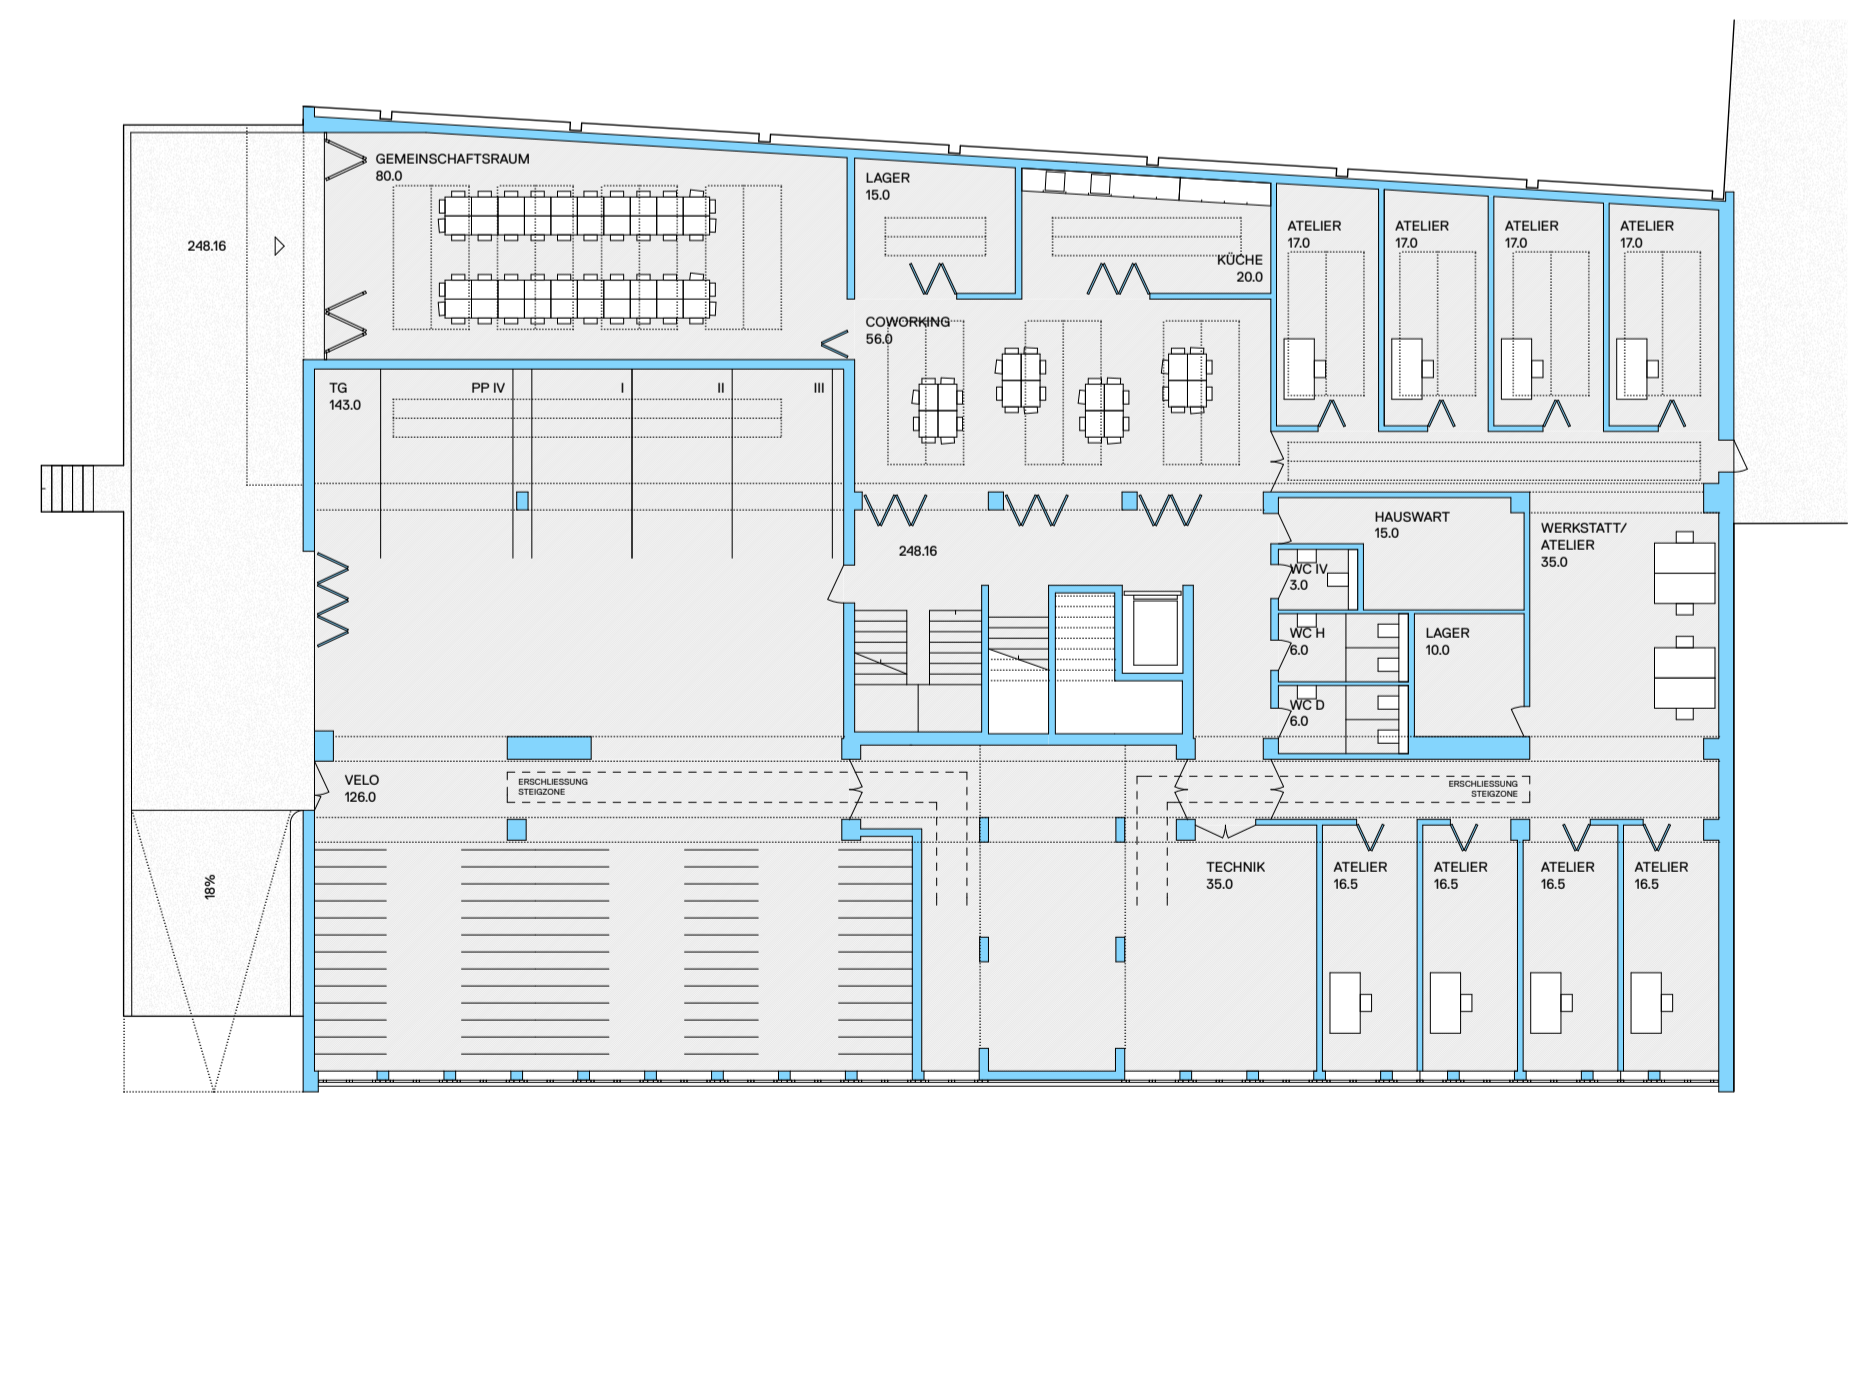 GEMEINSCHAFTSRAUM
80.0
LAGER
15.0
KÜCHE
20.0
ATELIER
17.0
ATELIER
17.0
ATELIER
17.0
ATELIER
17.0
248.16
COWORKING
56.0
TG
143.0
PP IV
I
II
III
248.16
HAUSWART
15.0
WERKSTATT/
ATELIER
35.0
WC IV
3.0
WC H
6.0
LAGER
10.0
WC D
6.0
VELO
126.0
ERSCHLIESSUNG
STEIGZONE
ERSCHLIESSUNG
STEIGZONE
18%
TECHNIK
35.0
ATELIER
16.5
ATELIER
16.5
ATELIER
16.5
ATELIER
16.5